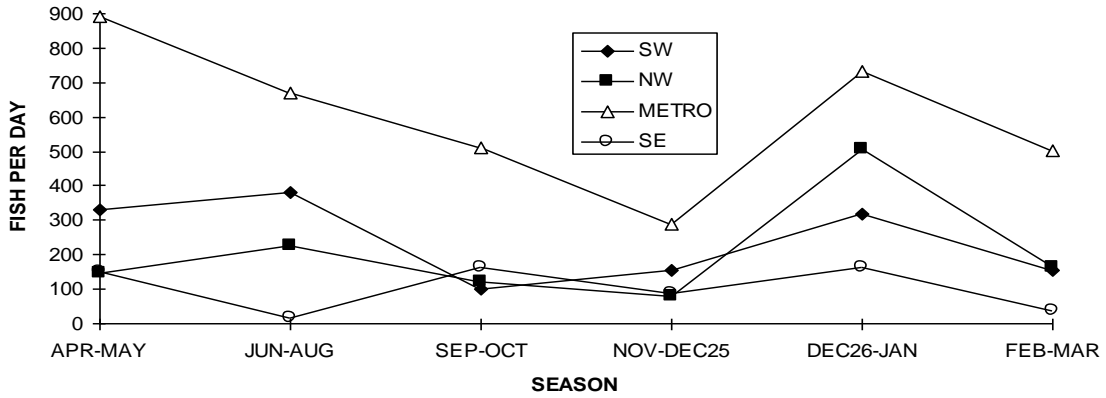 900
800
700
600
500
400
300
200
100
0
FISH PER DAY
SW
NW
METRO
SE
APR-MAY JUN-AUG SEP-OCT NOV-DEC25 DEC26-JAN FEB-MAR
SEASON